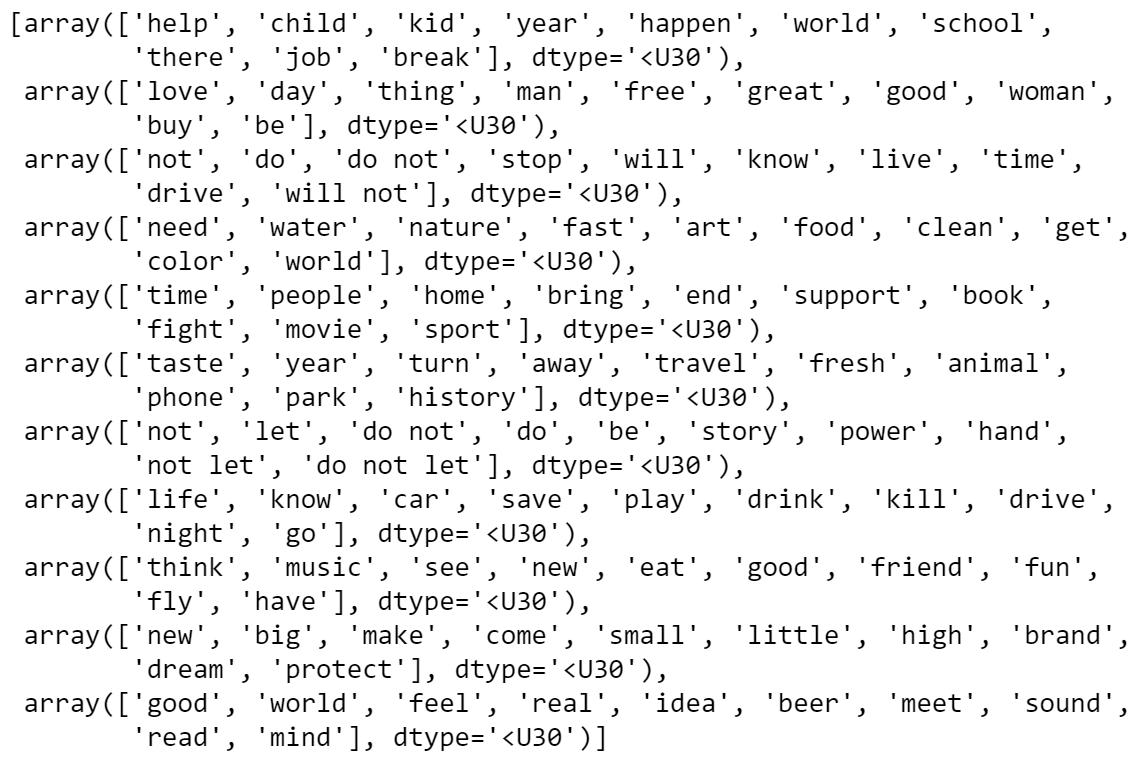 [array(['help', 'child', 'kid', 'year', 'happen', 'world', 'school',
'there', 'job', 'break'], dtype='<U30'),
array(['love', 'day', 'thing', 'man', 'free', 'great', 'good', 'woman',
'buy', 'be'], dtype='<U30'),
array(['not', 'do', 'do not', 'stop', 'will', 'know', 'live', 'time',
'drive', 'will not'], dtype='<U30'),
array(['need', 'water', 'nature', 'fast', 'art', 'food', 'clean', 'get',
'color', 'world'], dtype='<U30'),
array(['time', 'people', 'home', 'bring', 'end', 'support', 'book',
'fight', 'movie', 'sport'], dtype='<U30'),
array(['taste', 'year', 'turn', 'away', 'travel', 'fresh', 'animal',
'phone', 'park', 'history'], dtype='<U30'),
array(['not', 'let', 'do not', 'do', 'be', 'story', 'power', 'hand',
'not let', 'do not let'], dtype='<U30'),
array(['life', 'know', 'car', 'save', 'play', 'drink', 'kill', 'drive',
'night', 'go'], dtype='<U30'),
array(['think', 'music', 'see', 'new', 'eat', 'good', 'friend', 'fun',
'fly', 'have'], dtype='<U30'),
array(['new', 'big', 'make', 'come', 'small', 'little', 'high', 'brand',
'dream', 'protect'], dtype='<U30'),
array(['good', 'world', 'feel', 'real', 'idea', 'beer', 'meet', 'sound',
'read', 'mind'], dtype='<U30')]